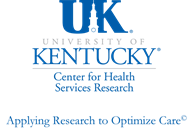 UK
UNIVERSITY OF
KENTUCKY®
Center for Health
Services Research
Applying Research to Optimize Care©